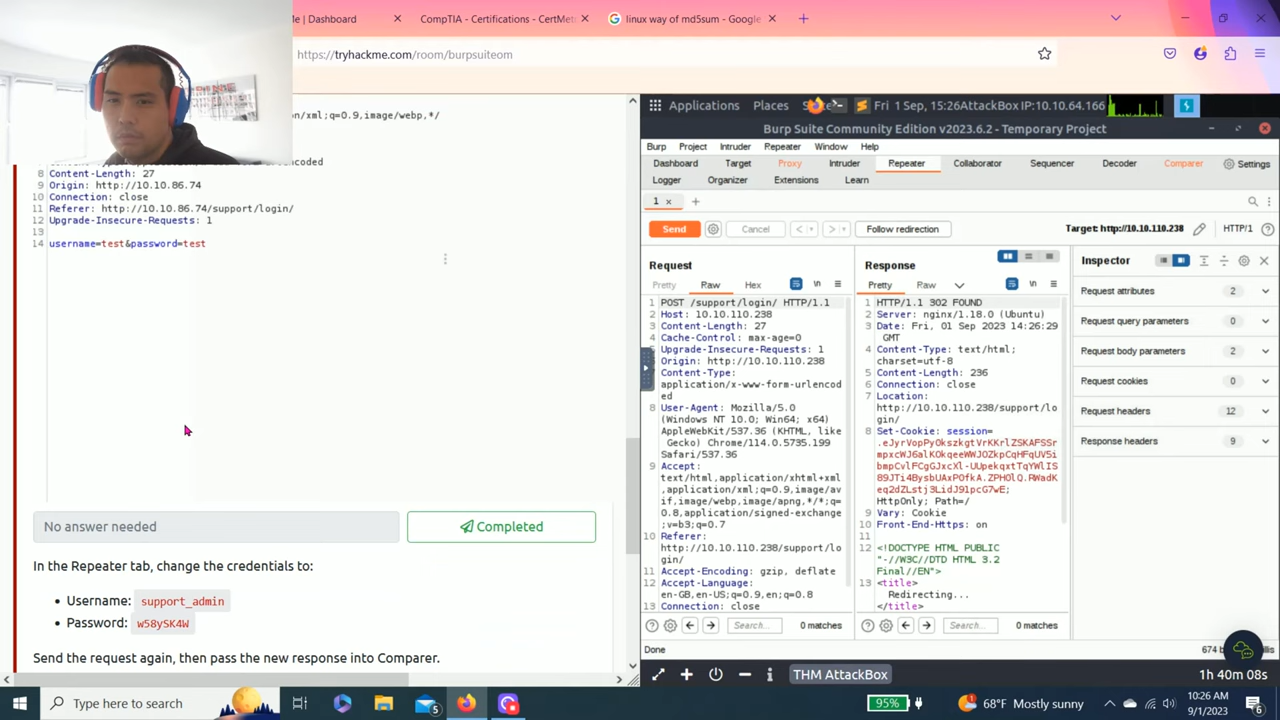 Me | Dashboard
CompTIA - Certifications - CertMet
linux way of md5sum - Google
https://tryhackme.com/room/burpsuiteom
n/xml;q=0.9,image/webp,*/
encoded
8 Content-Length: 27
9 Origin: http://10.10.86.74
10 Connection: close
11 Referer: http://10.10.86.74/support/login/
12 Upgrade-Insecure-Requests: 1
13
14 username=test&password=test
No answer needed
Completed
In the Repeater tab, change the credentials to:
• Username: support_admin
• Password: w58ySK4W
Send the request again, then pass the new response into Comparer.
Applications Places Fri 1 Sep, 15:26 AttackBox IP:10.10.64.166
Burp Suite Community Edition v2023.6.2 - Temporary Project
Burp Project Intruder Repeater Window Help
Dashboard Target Proxy Intruder Repeater Collaborator Sequencer Decoder Comparer Settings
Logger Organizer Extensions Learn
1 × +
Send Cancel Follow redirection Target: http://10.10.110.238 HTTP/1
Request
Pretty Raw Hex \n
1 POST /support/login/ HTTP/1.1
2 Host: 10.10.110.238
3 Content-Length: 27
4 Cache-Control: max-age=0
5 Upgrade-Insecure-Requests: 1
6 Origin: http://10.10.110.238
7 Content-Type:
application/x-www-form-urlencod
ed
8 User-Agent: Mozilla/5.0
(Windows NT 10.0; Win64; x64)
AppleWebKit/537.36 (KHTML, like
Gecko) Chrome/114.0.5735.199
Safari/537.36
9 Accept:
text/html,application/xhtml+xml
,application/xml;q=0.9,image/av
if,image/webp,image/apng,*/*;q=
0.8,application/signed-exchange
;v=b3;q=0.7
10 Referer:
http://10.10.110.238/support/lo
gin/
11 Accept-Encoding: gzip, deflate
12 Accept-Language:
en-GB,en-US;q=0.9,en;q=0.8
13 Connection: close
Search... 0 matches
Response
Pretty Raw \n
1 HTTP/1.1 302 FOUND
2 Server: nginx/1.18.0 (Ubuntu)
3 Date: Fri, 01 Sep 2023 14:26:29
GMT
4 Content-Type: text/html;
charset=utf-8
5 Content-Length: 236
6 Connection: close
7 Location:
http://10.10.110.238/support/lo
gin/
8 Set-Cookie: session=
HttpOnly; Path=/
9 Vary: Cookie
10 Front-End-Https: on
11
12 <!DOCTYPE HTML PUBLIC
"-//W3C//DTD HTML 3.2
Final//EN">
13 <title>
Redirecting...
</title>
Search... 0 matches
Inspector
Request attributes 2
Request query parameters 0
Request body parameters 2
Request cookies 0
Request headers 12
Response headers 9
Done
674
THM AttackBox
1h 40m 08s
Type here to search
5
95%
68°F Mostly sunny
10:26 AM
9/1/2023
6